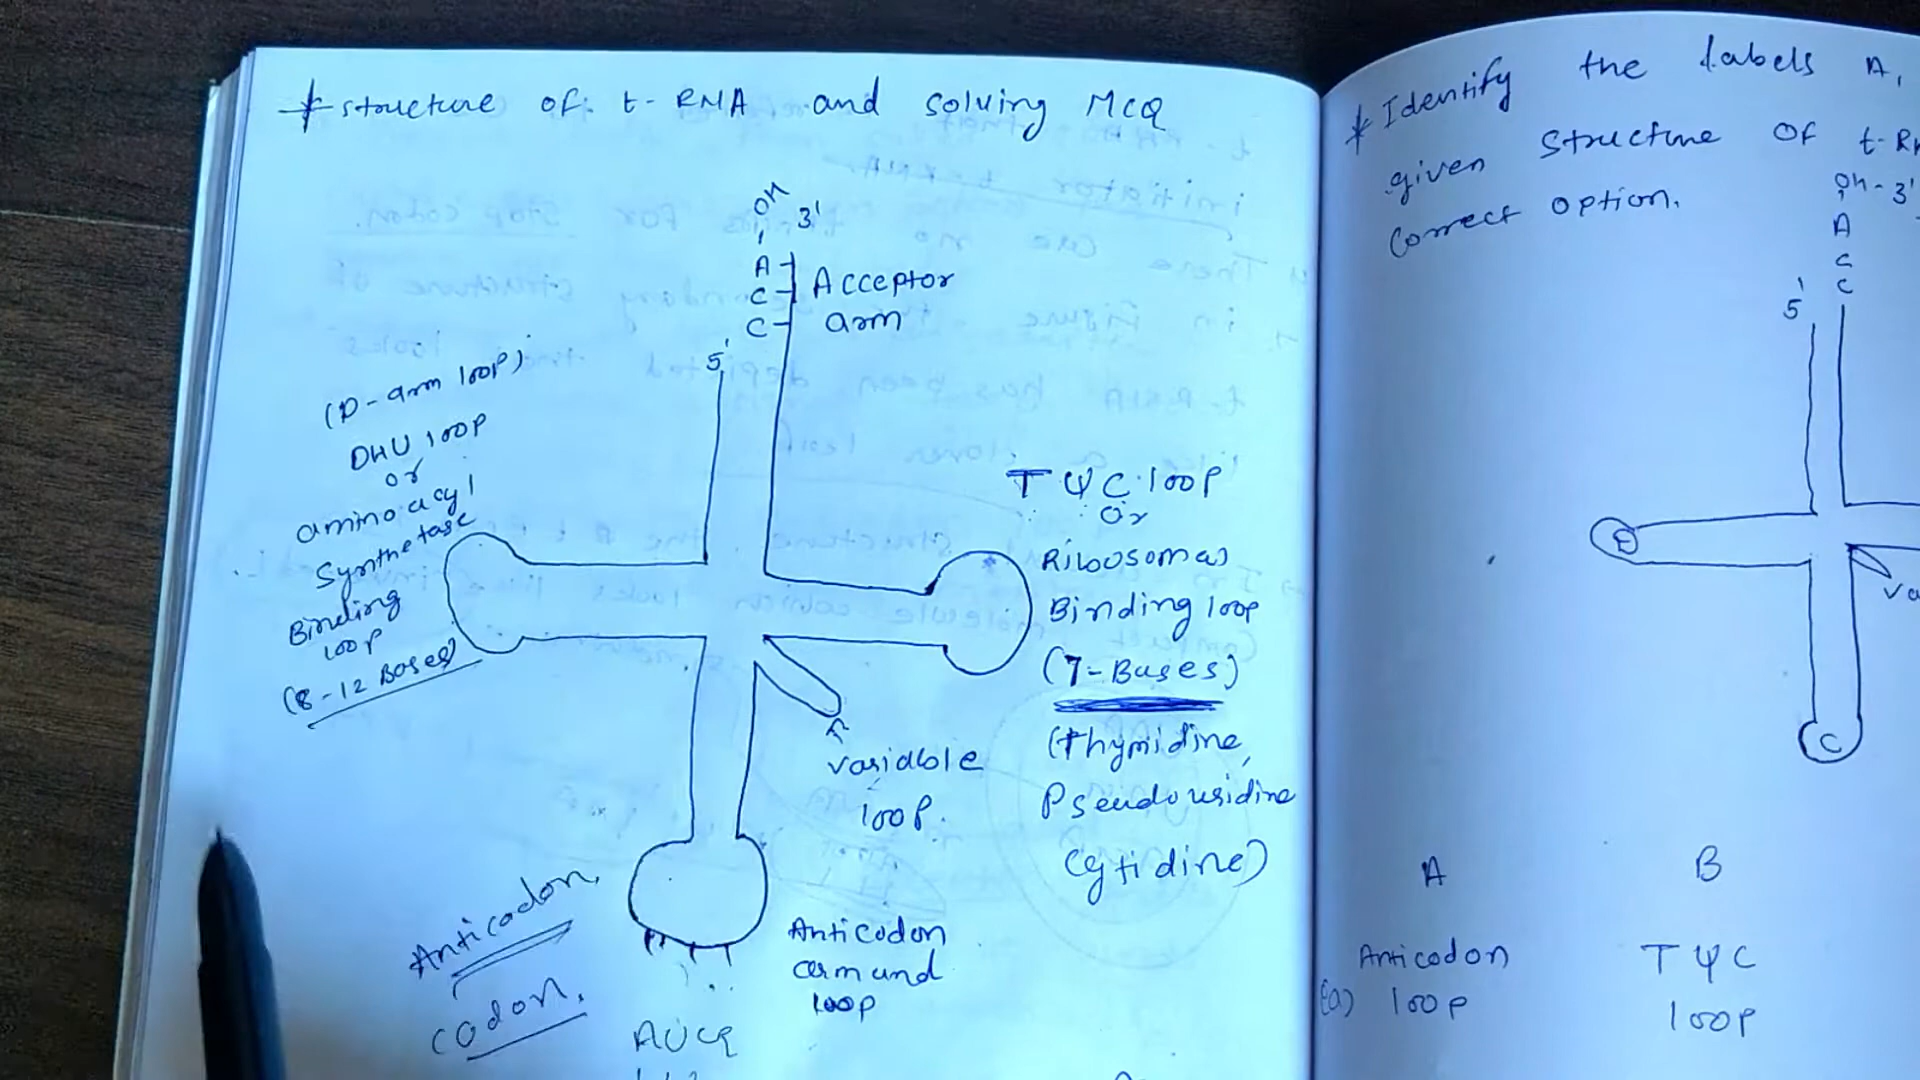 * structure of t-RNA and solving MCQ
OH 3'
A
C
C
Acceptor
arm
5'
(D-arm loop)
DHU loop
or
aminoacyl
Synthetase
Binding
loop
(8-12 Bases)
TψC loop
Or
Ribosomal
Binding loop
(7-Bases)
(Thymidine,
Pseudouridine
Cytidine)
variable
loop.
Anticodon
arm and
loop
Anticodon.
codon.
AUG
* Identify the labels A,
given structure of t-RN
Correct option.
OH-3'
A
C
C
5'
C
A B
Anticodon TψC
(a) loop loop